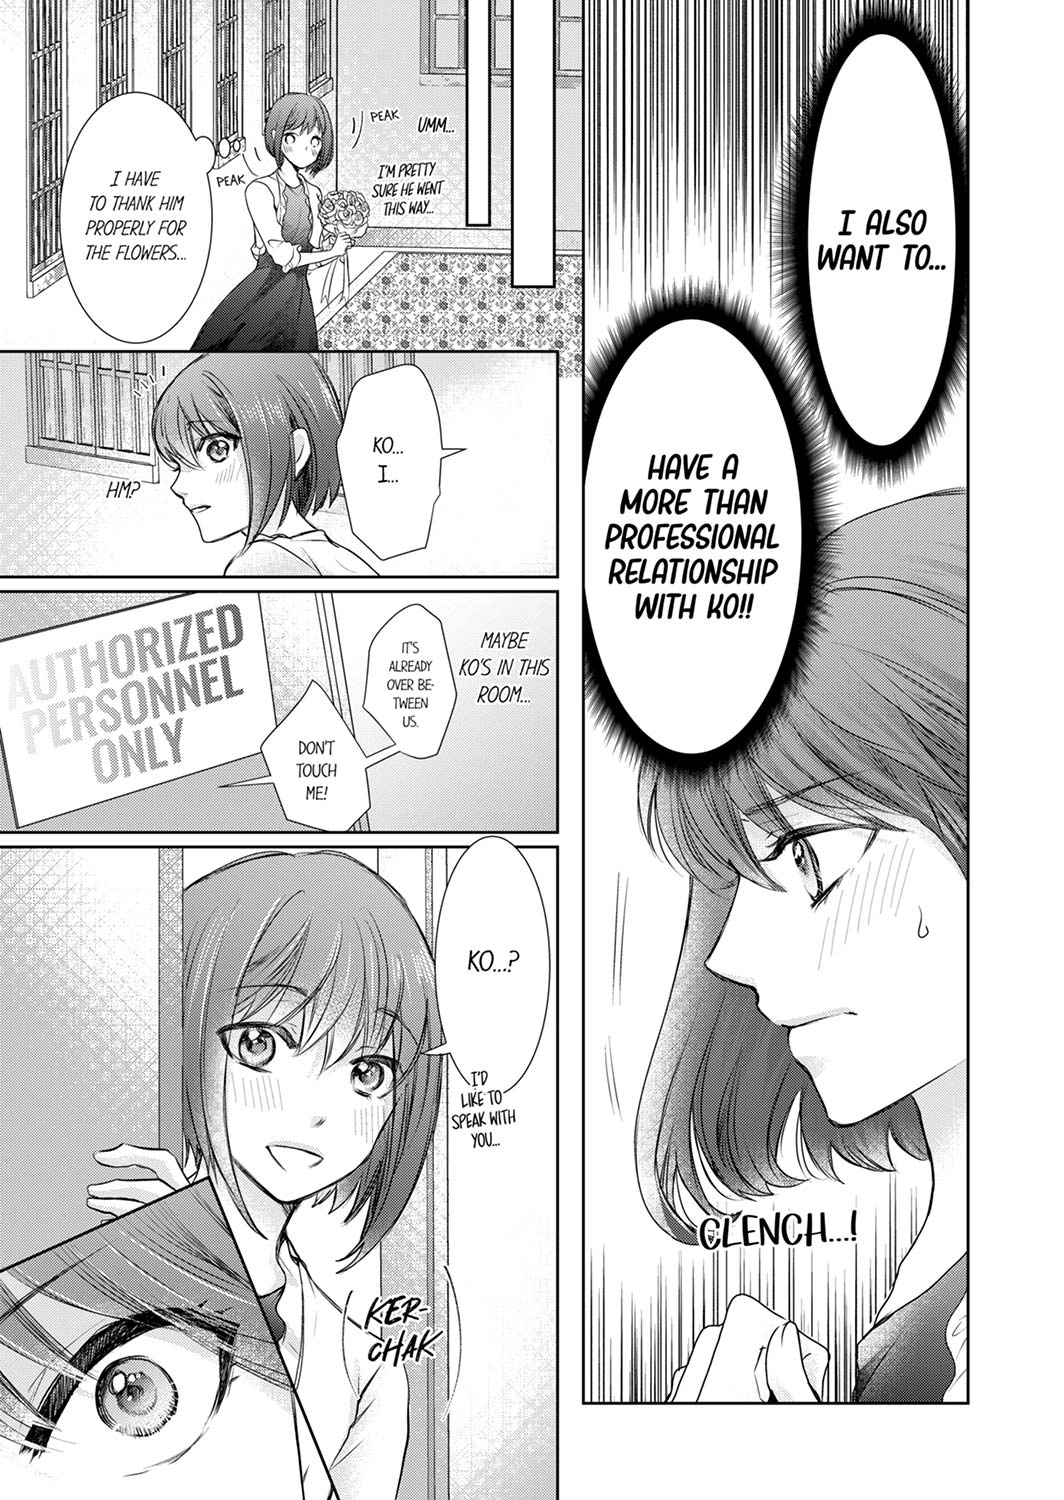 I ALSO
WANT TO...
HAVE A
MORE THAN
PROFESSIONAL
RELATIONSHIP
WITH KO!!
CLENCH...!
PEAK
UMM...
I'M PRETTY
SURE HE WENT
THIS WAY...
PEAK
I HAVE
TO THANK HIM
PROPERLY FOR
THE FLOWERS...
KO...
I...
HM?
MAYBE
KO'S IN THIS
ROOM...
IT'S
ALREADY
OVER BE-
TWEEN
US.
DON'T
TOUCH
ME!
AUTHORIZED
PERSONNEL
ONLY
KO...?
I'D
LIKE TO
SPEAK WITH
YOU...
KER-
CHAK